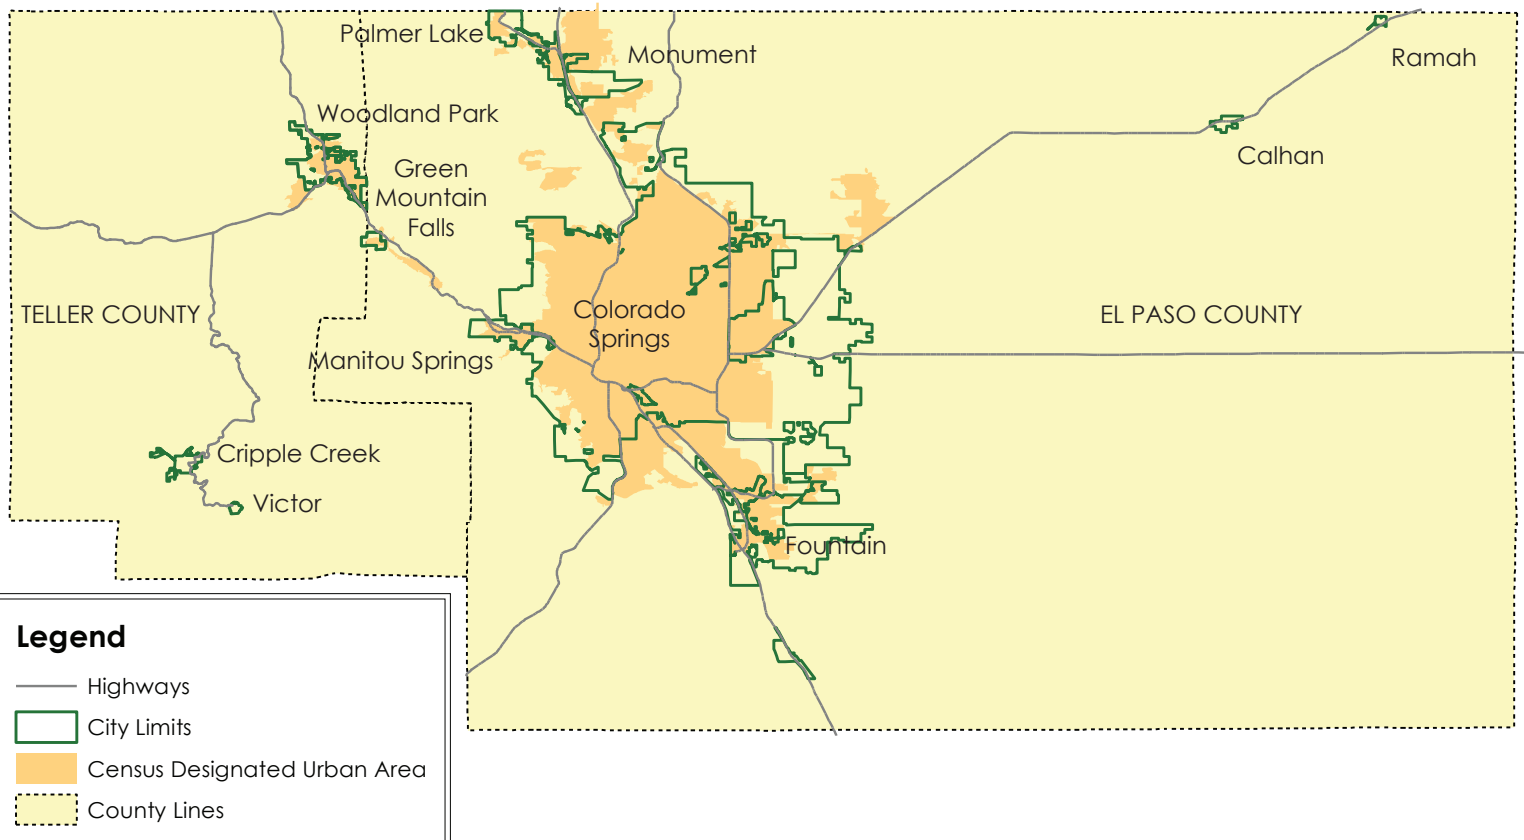 Palmer Lake
Monument
Ramah
Woodland Park
Calhan
Green
Mountain
Falls
TELLER COUNTY
Colorado
Springs
EL PASO COUNTY
Manitou Springs
Cripple Creek
Victor
Fountain
Legend
Highways
City Limits
Census Designated Urban Area
County Lines